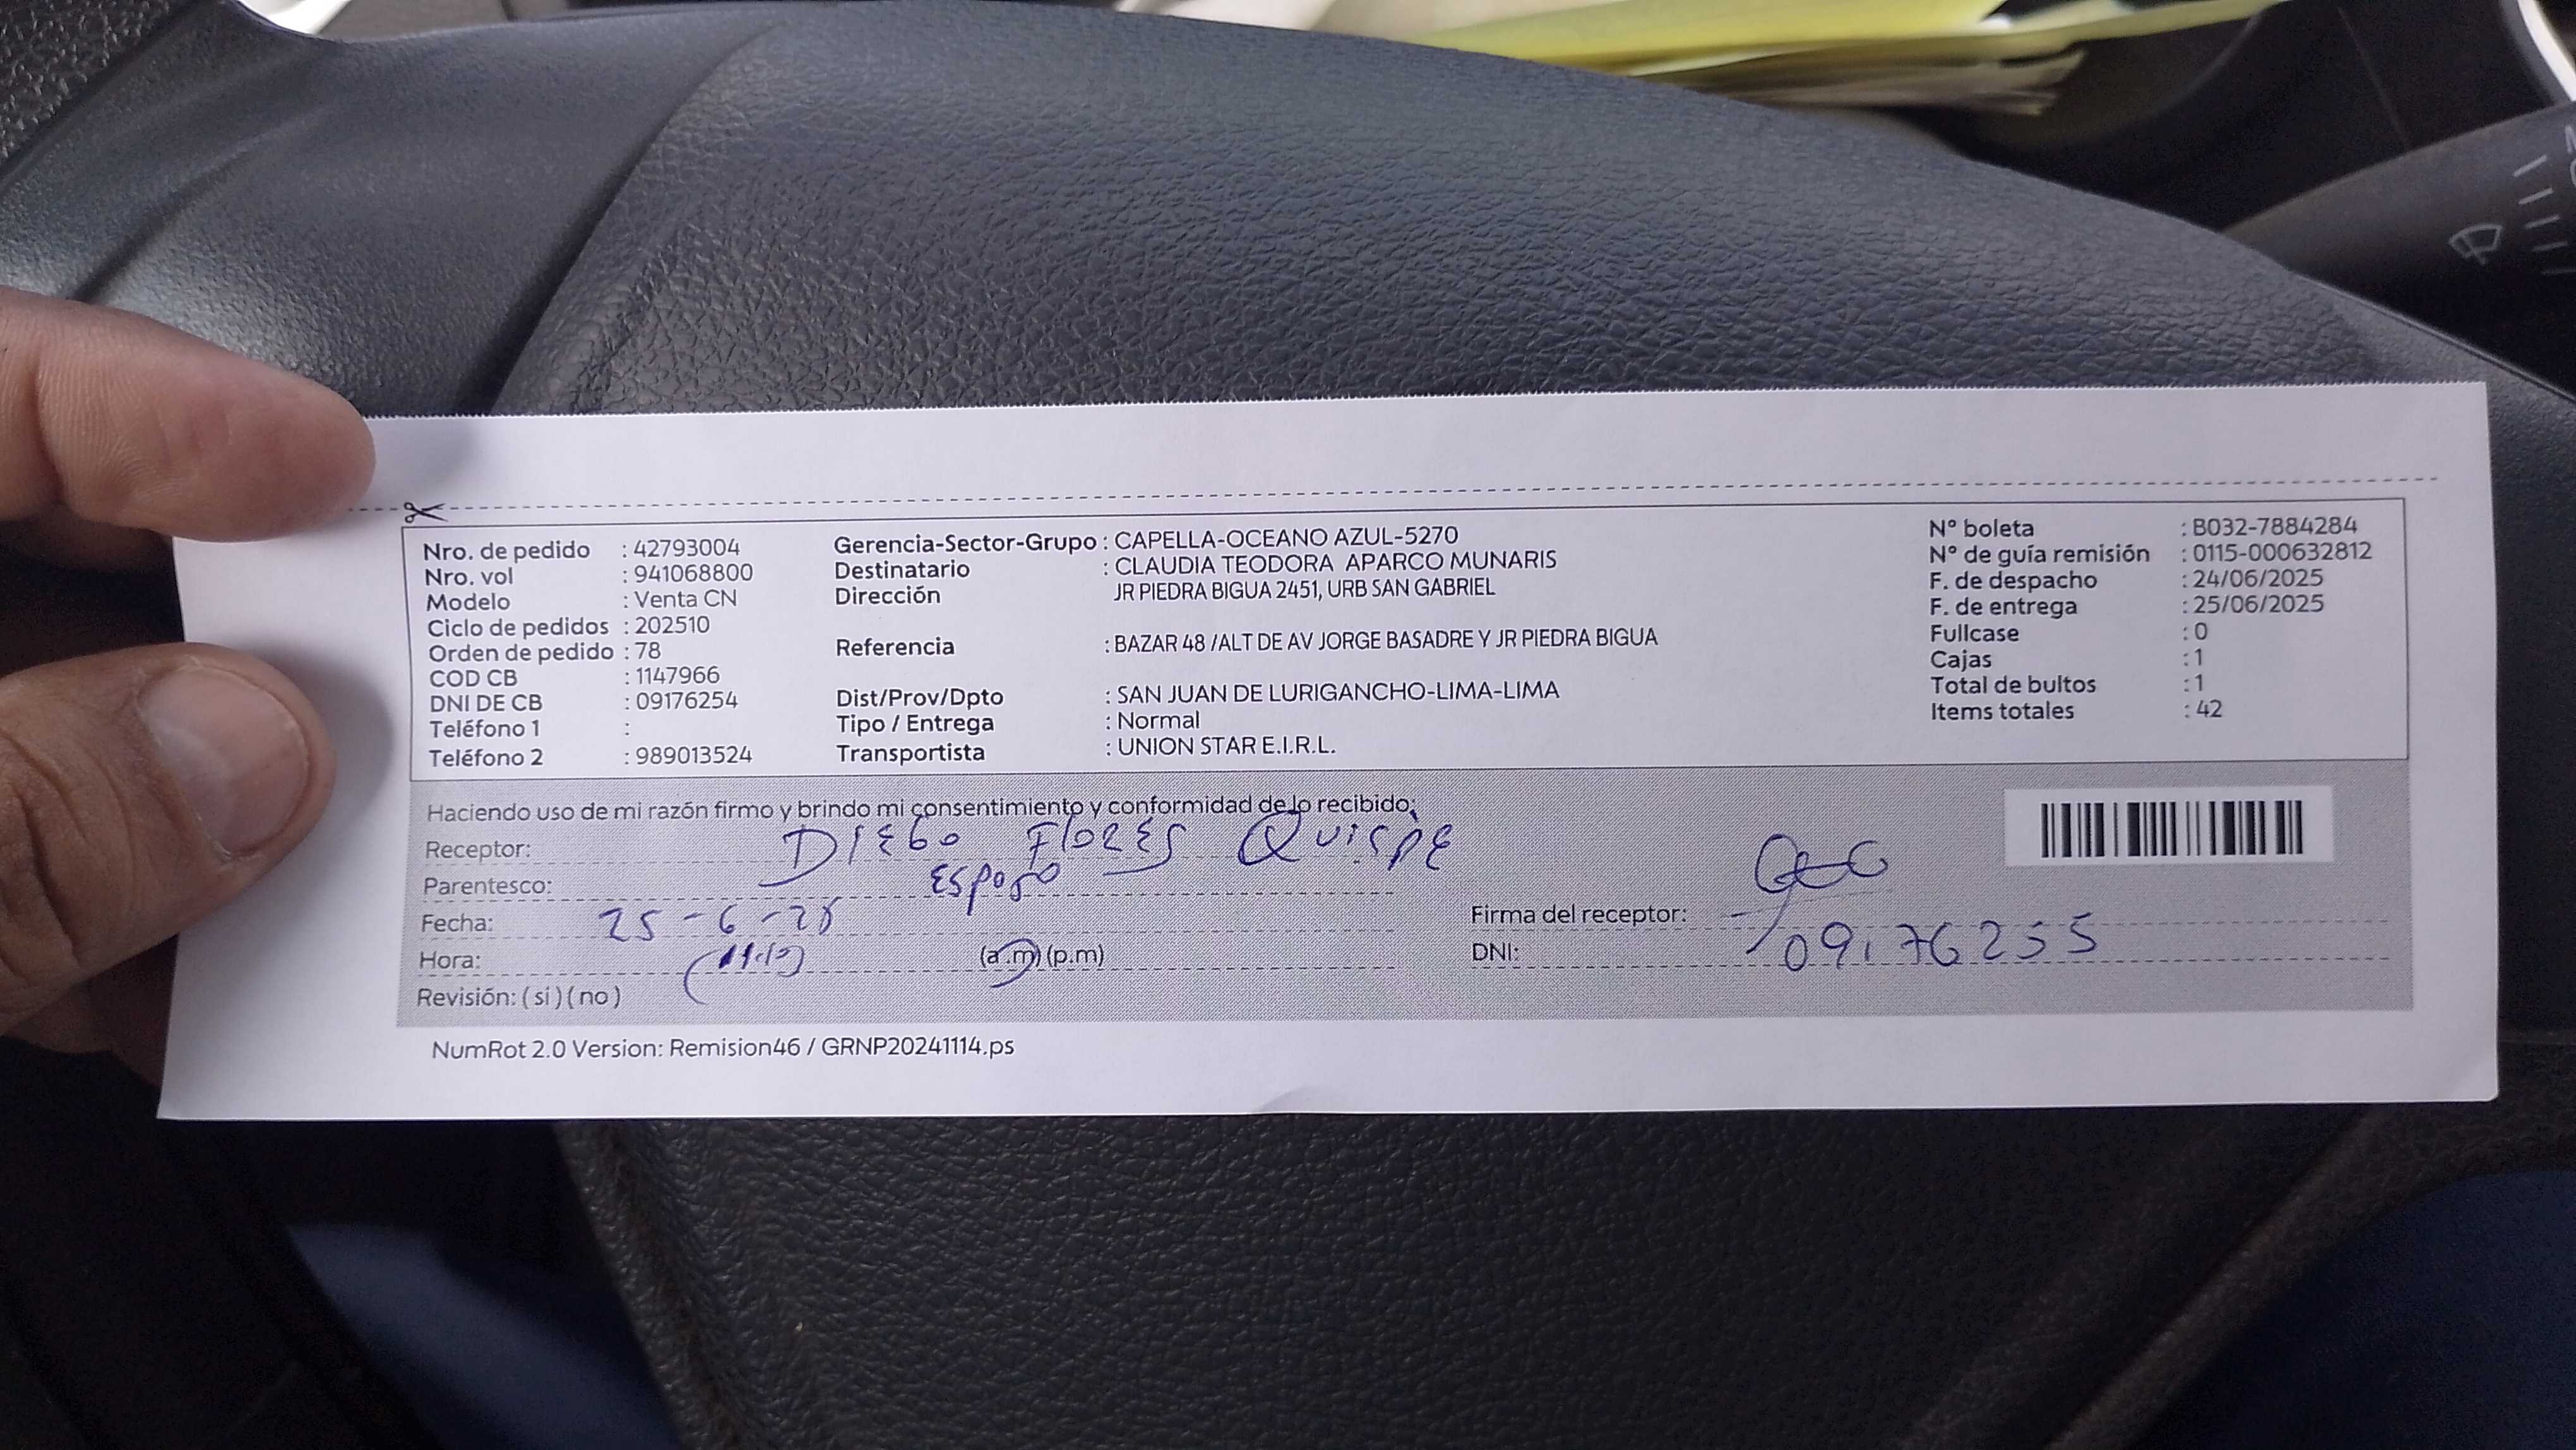 Nro. de pedido : 42793004
Nro. vol : 941068800
Modelo : Venta CN
Ciclo de pedidos : 202510
Orden de pedido : 78
COD CB : 1147966
DNI DE CB : 09176254
Teléfono 1 :
Teléfono 2 : 989013524
Gerencia-Sector-Grupo : CAPELLA-OCEANO AZUL-5270
Destinatario : CLAUDIA TEODORA APARCO MUNARIS
Dirección JR PIEDRA BIGUA 2451, URB SAN GABRIEL
Referencia : BAZAR 48 /ALT DE AV JORGE BASADRE Y JR PIEDRA BIGUA
Dist/Prov/Dpto : SAN JUAN DE LURIGANCHO-LIMA-LIMA
Tipo / Entrega : Normal
Transportista : UNION STAR E.I.R.L.
Nº boleta : B032-7884284
Nº de guía remisión : 0115-000632812
F. de despacho : 24/06/2025
F. de entrega : 25/06/2025
Fullcase : 0
Cajas : 1
Total de bultos : 1
Items totales : 42
Haciendo uso de mi razón firmo y brindo mi consentimiento y conformidad de lo recibido:
Receptor: DIEGO FLORES QUISPE
Parentesco: ESPOSO
Fecha: 25-6-25
Hora: (a.m) (p.m)
Revisión: (si) (no)
Firma del receptor:
DNI: 09176255
NumRot 2.0 Version: Remision46 / GRNP20241114.ps